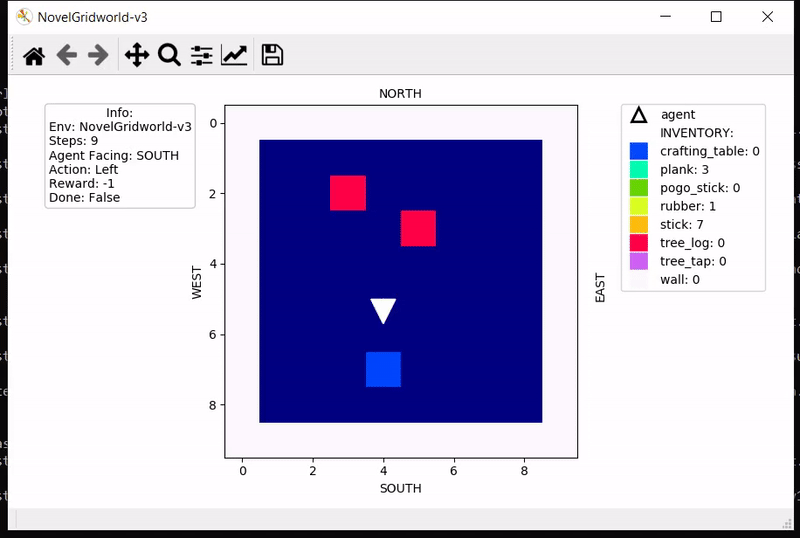 NovelGridworld-v3
NORTH
Info:
Env: NovelGridworld-v3
Steps: 9
Agent Facing: SOUTH
Action: Left
Reward: -1
Done: False
agent
INVENTORY:
crafting_table: 0
plank: 3
pogo_stick: 0
rubber: 1
stick: 7
tree_log: 0
tree_tap: 0
wall: 0
0
2
4
6
8
WEST
EAST
0 2 4 6 8
SOUTH